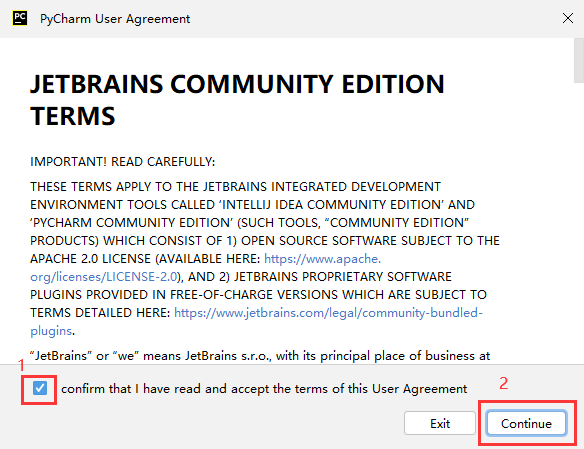 PC PyCharm User Agreement
JETBRAINS COMMUNITY EDITION
TERMS
IMPORTANT! READ CAREFULLY:
THESE TERMS APPLY TO THE JETBRAINS INTEGRATED DEVELOPMENT
ENVIRONMENT TOOLS CALLED ‘INTELLIJ IDEA COMMUNITY EDITION’ AND
‘PYCHARM COMMUNITY EDITION’ (SUCH TOOLS, “COMMUNITY EDITION”
PRODUCTS) WHICH CONSIST OF 1) OPEN SOURCE SOFTWARE SUBJECT TO THE
APACHE 2.0 LICENSE (AVAILABLE HERE: https://www.apache.
org/licenses/LICENSE-2.0), AND 2) JETBRAINS PROPRIETARY SOFTWARE
PLUGINS PROVIDED IN FREE-OF-CHARGE VERSIONS WHICH ARE SUBJECT TO
TERMS DETAILED HERE: https://www.jetbrains.com/legal/community-bundled-
plugins.
“JetBrains” or “we” means JetBrains s.r.o., with its principal place of business at
1
confirm that I have read and accept the terms of this User Agreement
2
Exit Continue